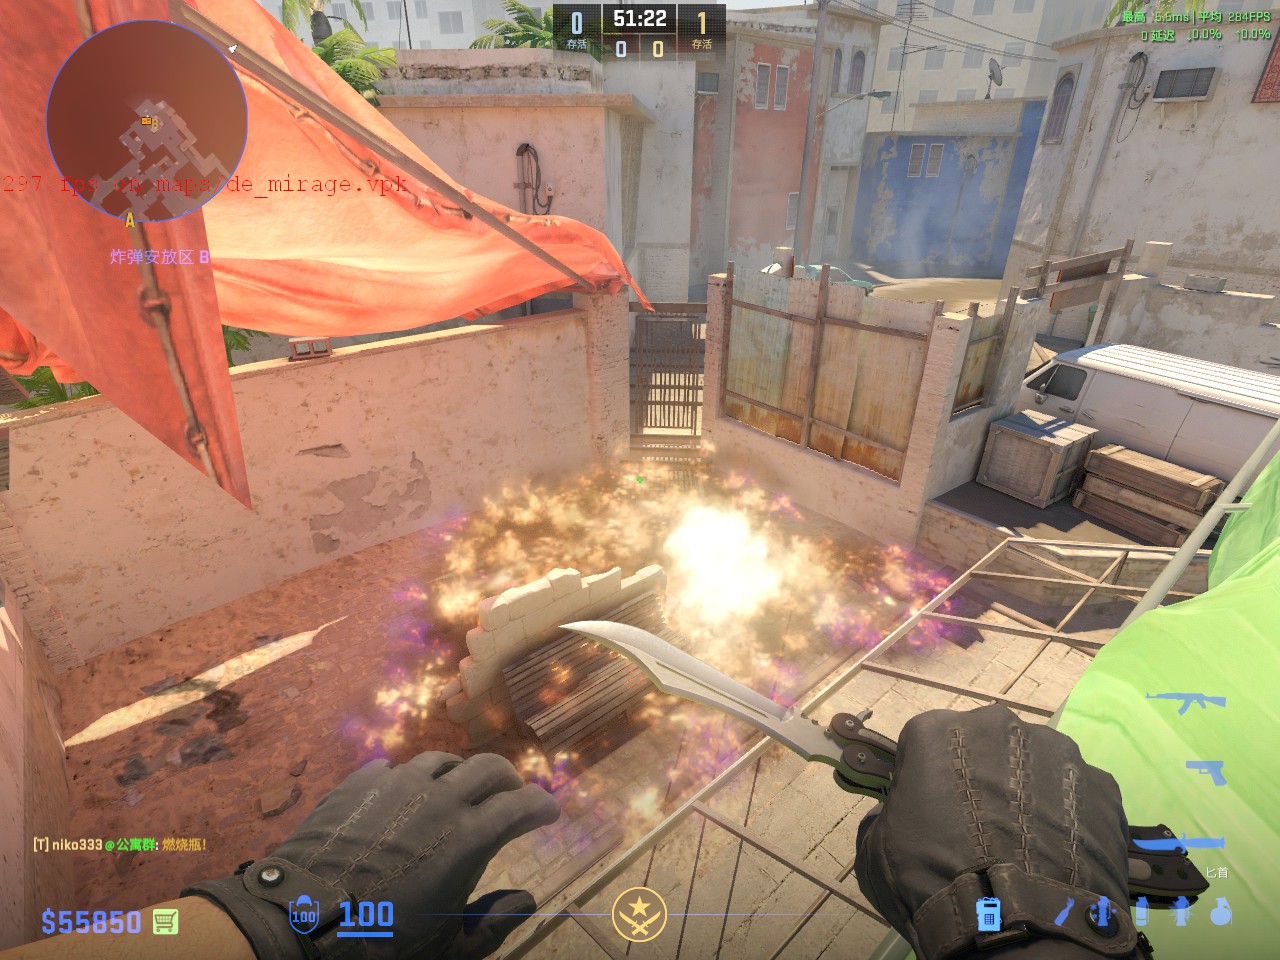 0 51:22 1
存活 0 0 存活
最高 5.6ms | 平均 284FPS
0 延迟 ↓0.0% ↑0.0%
297 fps on maps/de_mirage.vpk
B
A
炸弹安放区 B
[T] niko333@公寓群: 燃烧瓶!
匕首
$55850
100
100